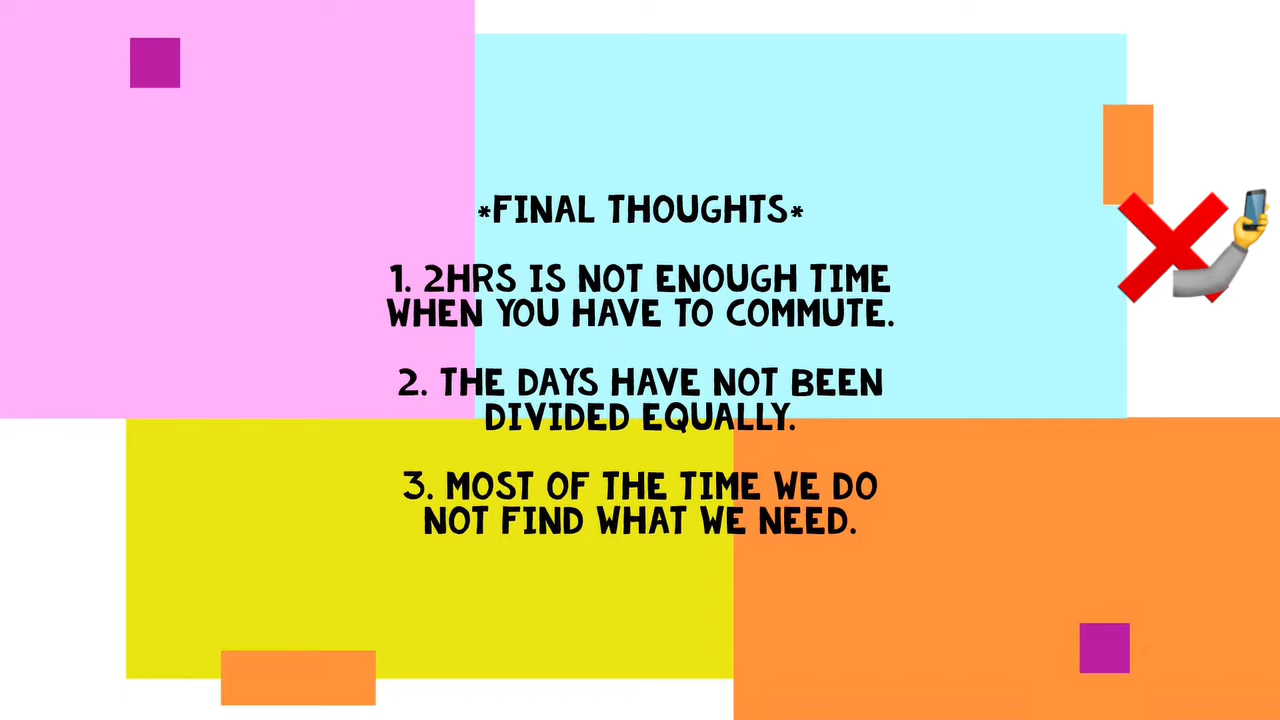 *FINAL THOUGHTS*
1. 2HRS IS NOT ENOUGH TIME
WHEN YOU HAVE TO COMMUTE.
2. THE DAYS HAVE NOT BEEN
DIVIDED EQUALLY.
3. MOST OF THE TIME WE DO
NOT FIND WHAT WE NEED.